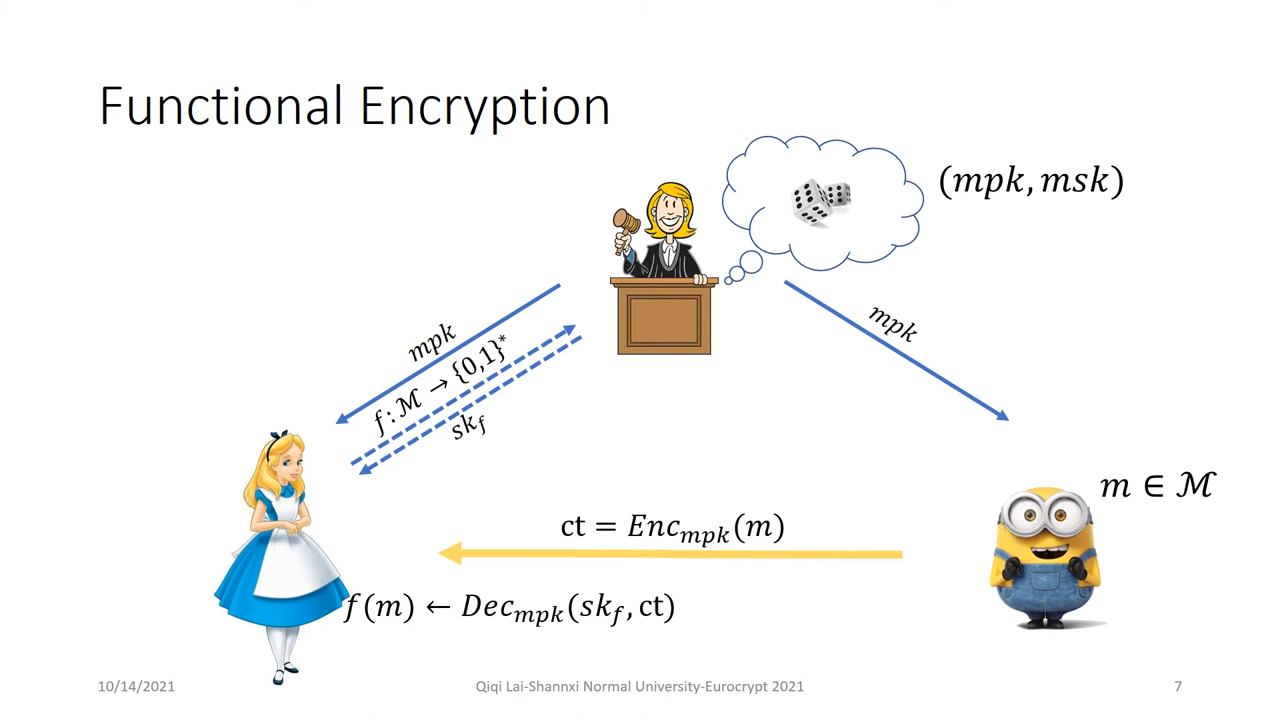 Functional Encryption
(mpk, msk)
mpk
mpk
f: ℳ → {0,1}*
sk_f
m ∈ ℳ
ct = Enc_mpk(m)
f(m) ← Dec_mpk(sk_f, ct)
10/14/2021
Qiqi Lai-Shannxi Normal University-Eurocrypt 2021
7